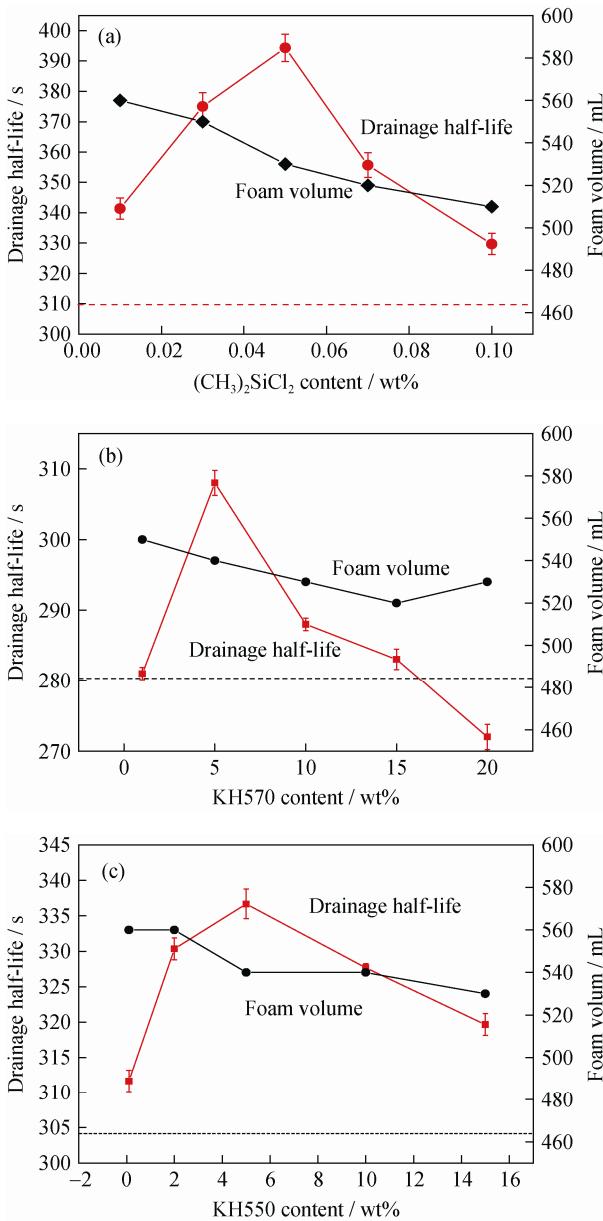 (a)
Drainage half-life / s
400
390
380
370
360
350
340
330
320
310
300
600
580
560
540
520
500
480
460
Foam volume / mL
Drainage half-life
Foam volume
0.00 0.02 0.04 0.06 0.08 0.10
(CH₃)₂SiCl₂ content / wt%
(b)
Drainage half-life / s
310
300
290
280
270
600
580
560
540
520
500
480
460
Foam volume / mL
Foam volume
Drainage half-life
0 5 10 15 20
KH570 content / wt%
(c)
Drainage half-life / s
345
340
335
330
325
320
315
310
305
300
600
580
560
540
520
500
480
460
Foam volum / mL
Drainage half-life
Foam volume
−2 0 2 4 6 8 10 12 14 16
KH550 content / wt%